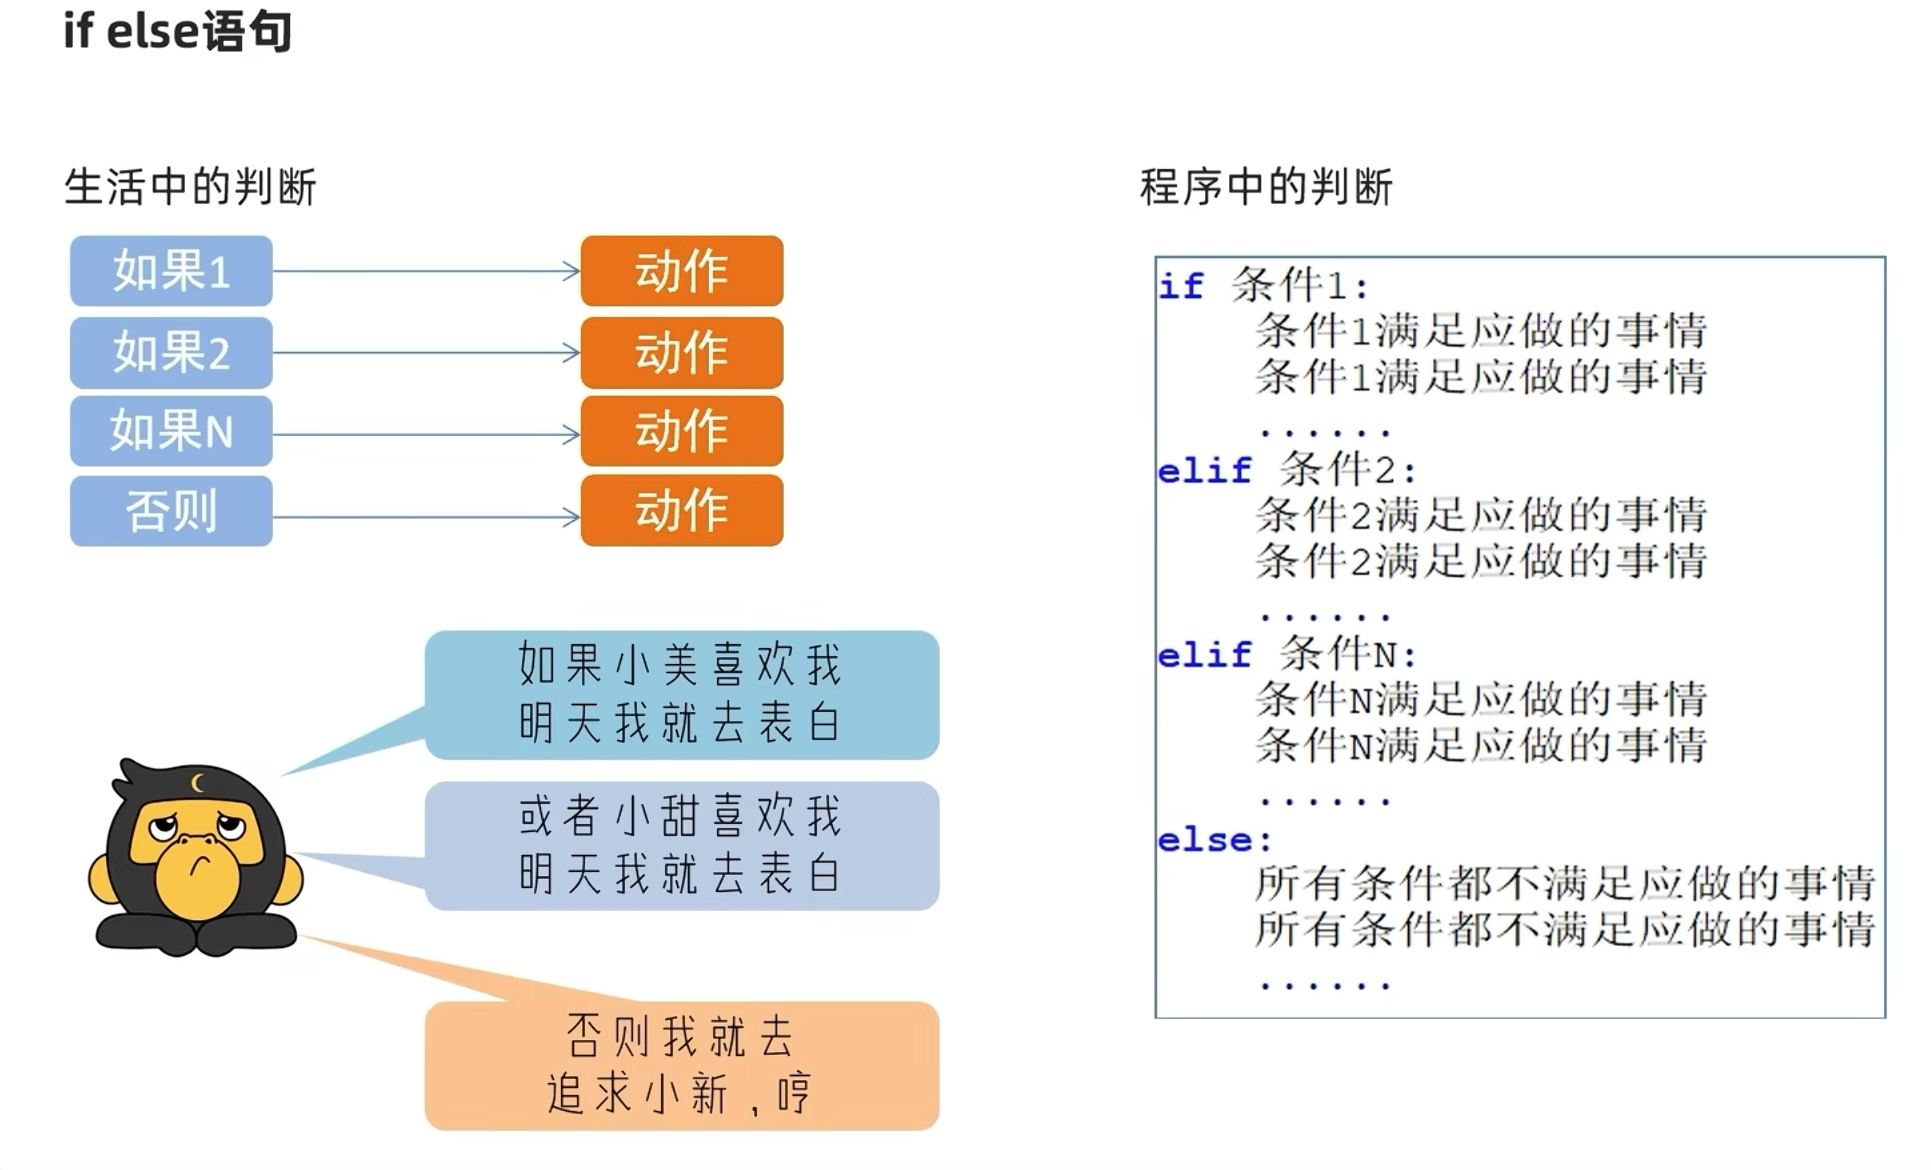 if else语句
生活中的判断
如果1
动作
如果2
动作
如果N
动作
否则
动作
如果小美喜欢我
明天我就去表白
或者小甜喜欢我
明天我就去表白
否则我就去
追求小新,哼
程序中的判断
if 条件1:
条件1满足应做的事情
条件1满足应做的事情
......
elif 条件2:
条件2满足应做的事情
条件2满足应做的事情
......
elif 条件N:
条件N满足应做的事情
条件N满足应做的事情
......
else:
所有条件都不满足应做的事情
所有条件都不满足应做的事情
......